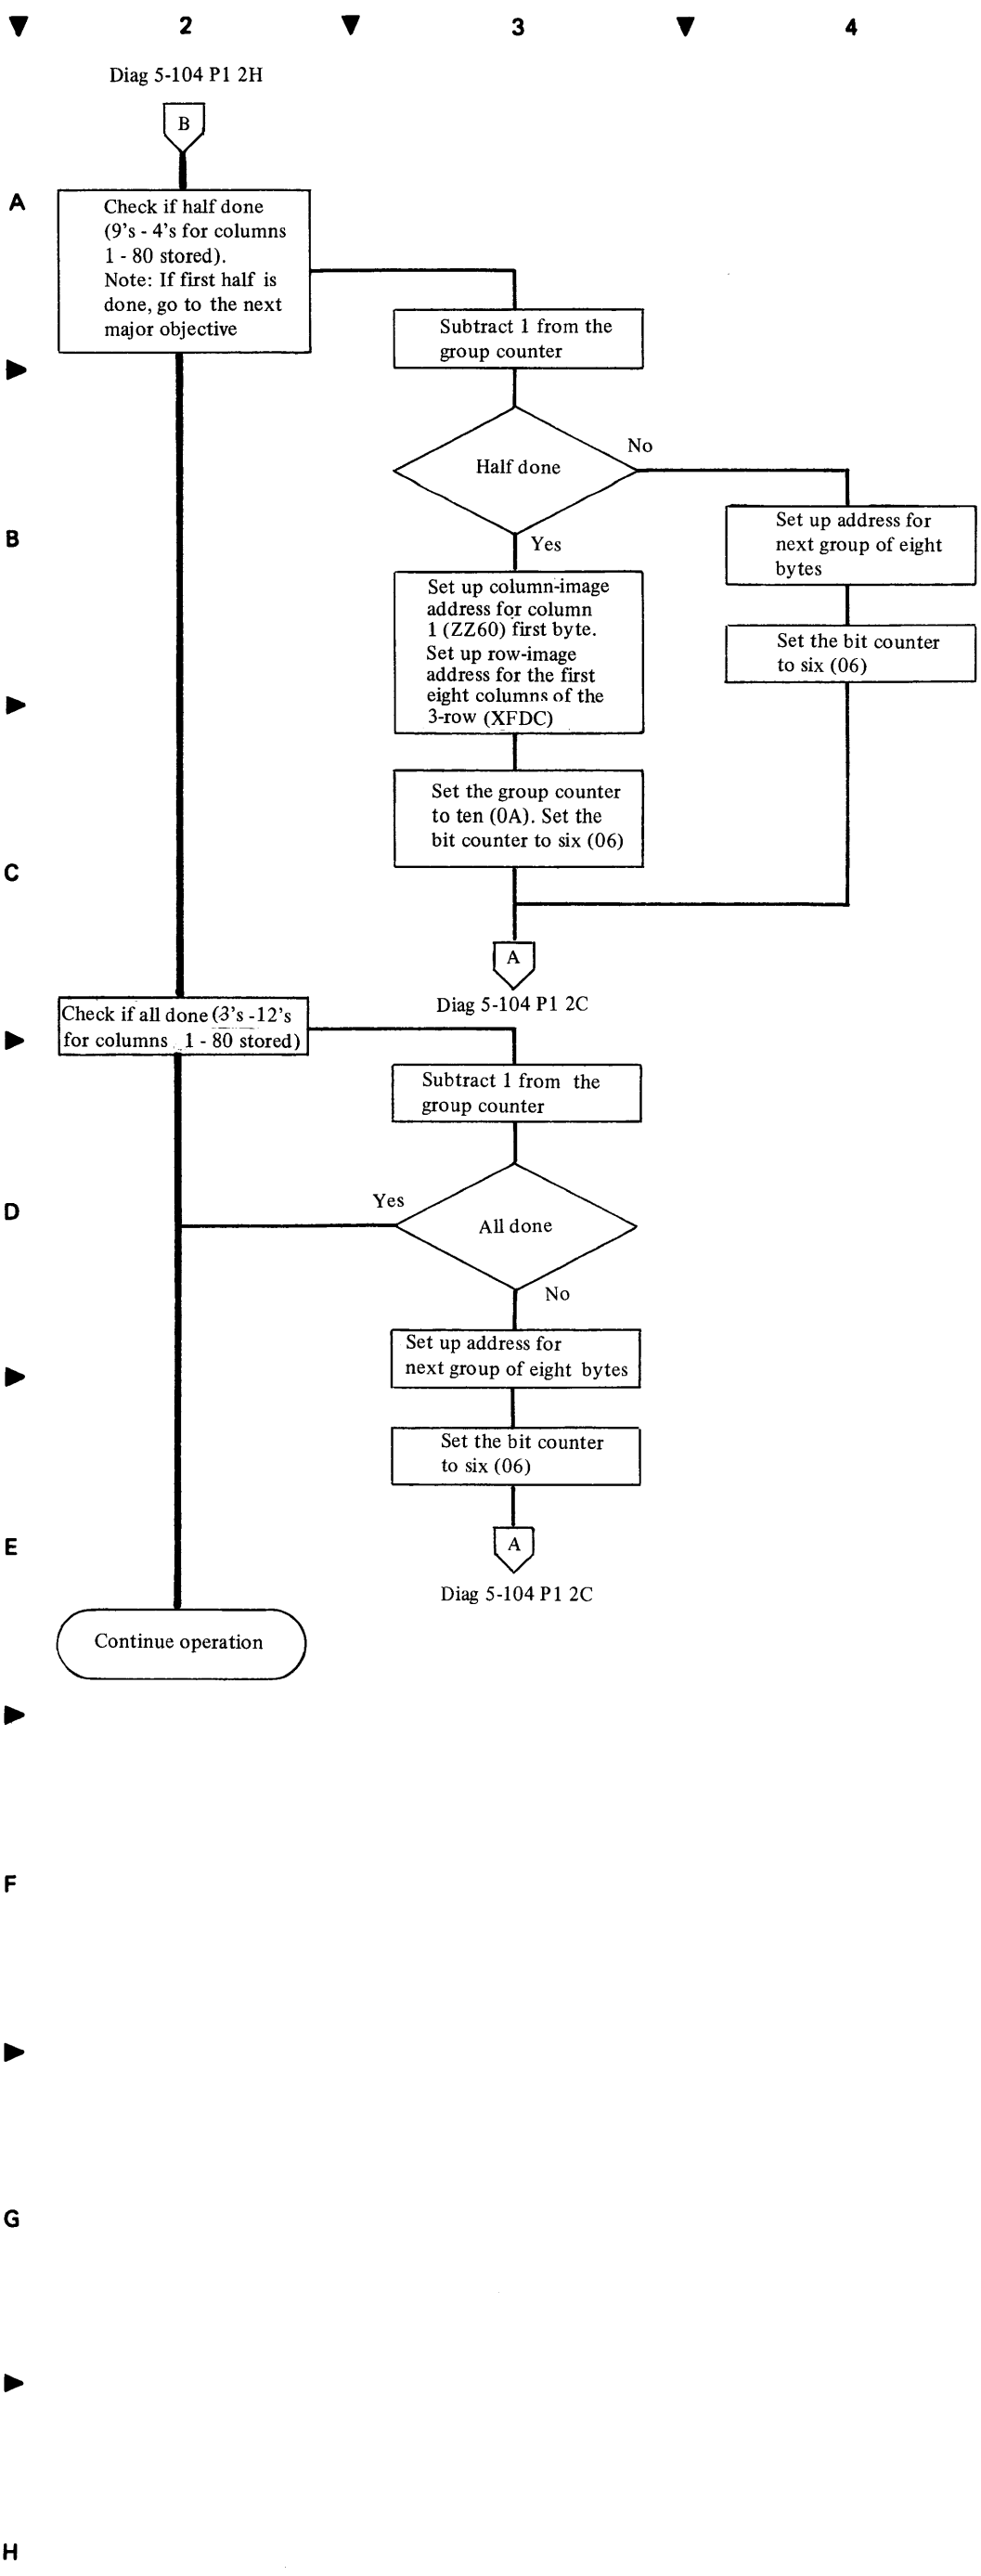 2 3 4
Diag 5-104 P1 2H
B
A
Check if half done
(9's - 4's for columns
1 - 80 stored).
Note: If first half is
done, go to the next
major objective
Subtract 1 from the
group counter
Half done
No
Yes
B
Set up address for
next group of eight
bytes
Set up column-image
address for column
1 (ZZ60) first byte.
Set up row-image
address for the first
eight columns of the
3-row (XFDC)
Set the bit counter
to six (06)
Set the group counter
to ten (0A). Set the
bit counter to six (06)
C
A
Diag 5-104 P1 2C
Check if all done (3's -12's
for columns 1 - 80 stored)
Subtract 1 from the
group counter
D
Yes
All done
No
Set up address for
next group of eight bytes
Set the bit counter
to six (06)
E
A
Diag 5-104 P1 2C
Continue operation
F
G
H